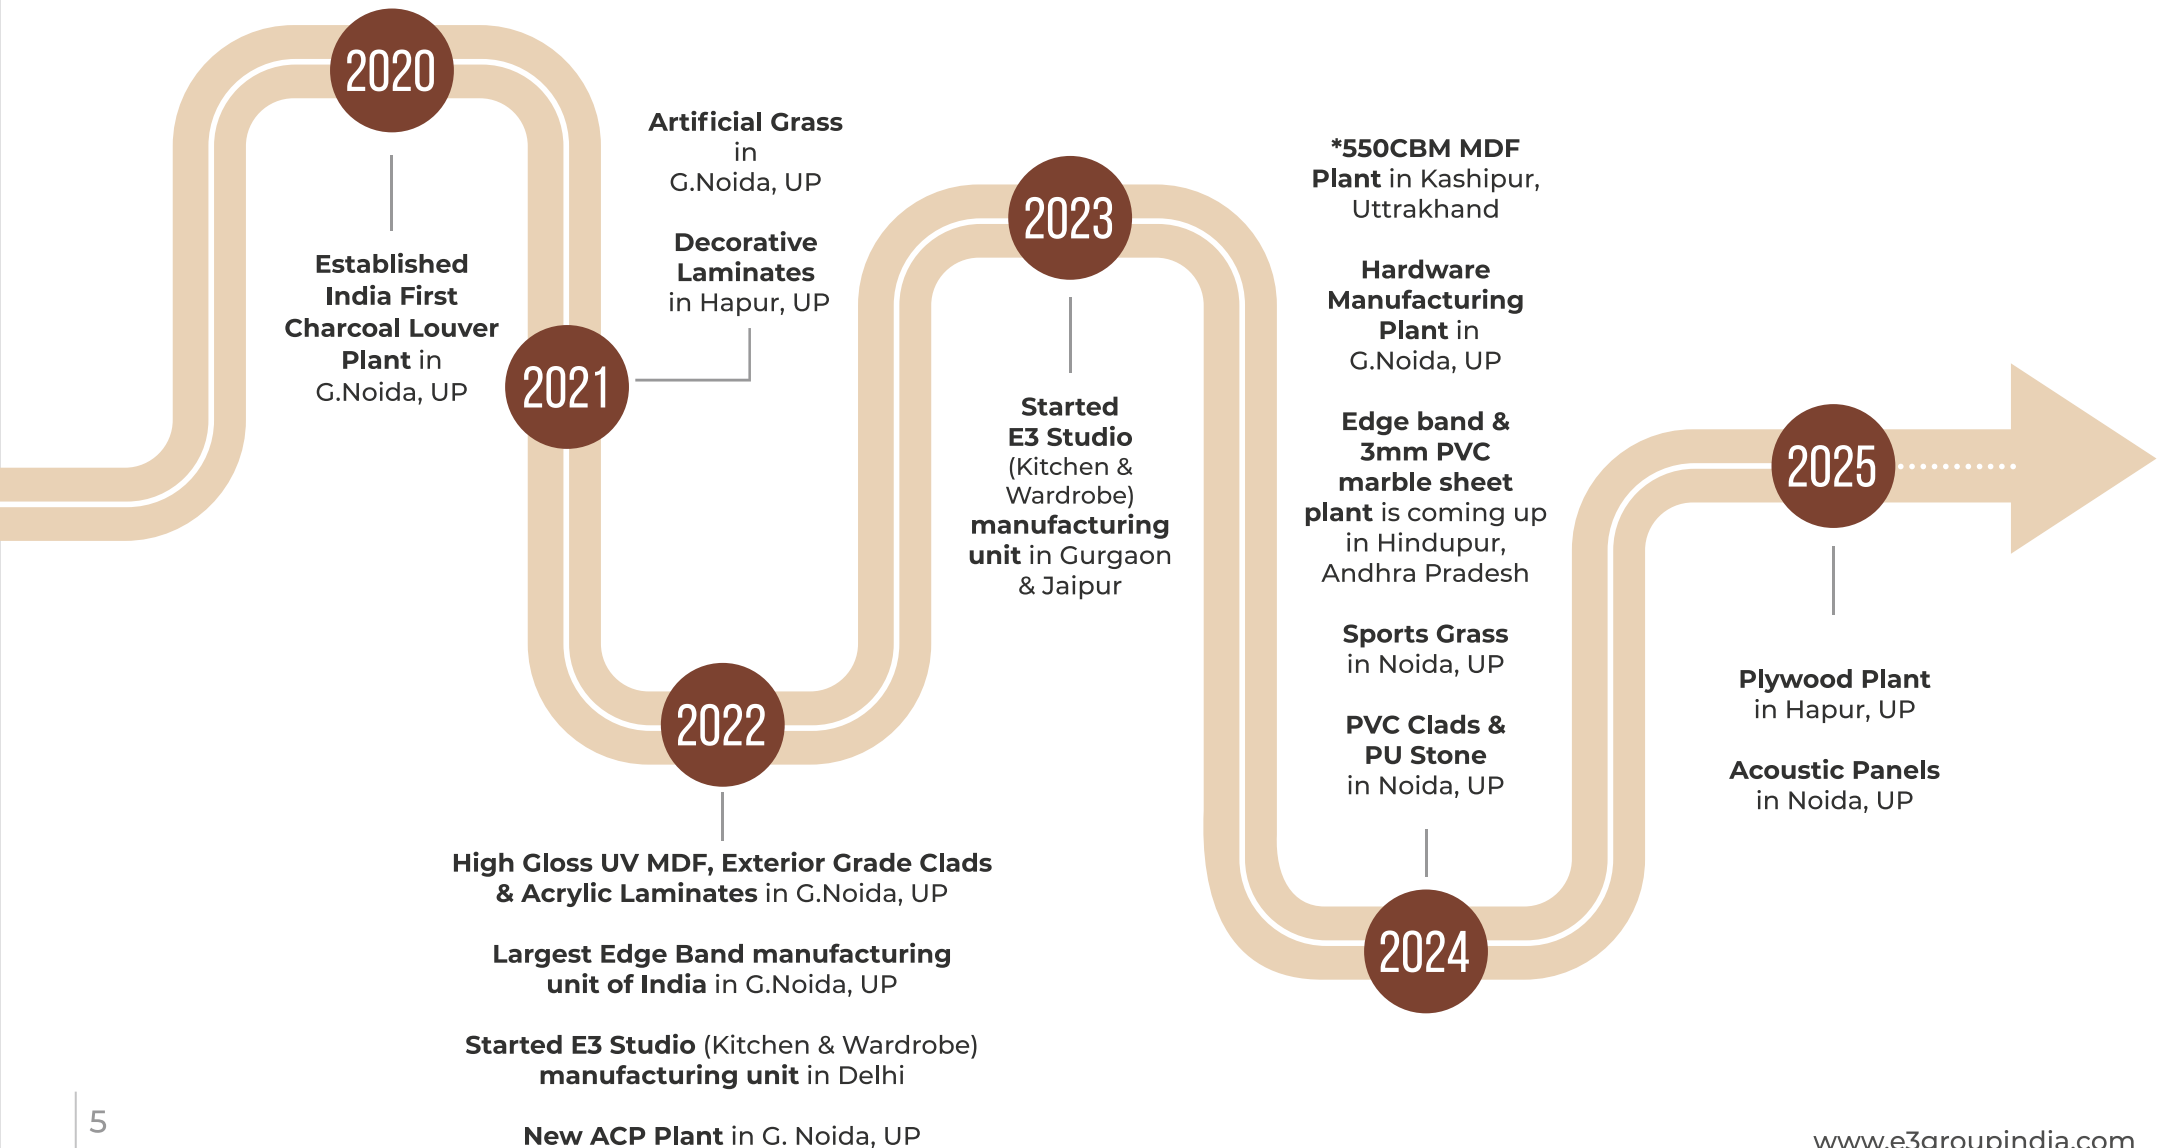 2020
Established
India First
Charcoal Louver
Plant in
G.Noida, UP
2021
Artificial Grass
in
G.Noida, UP
Decorative
Laminates
in Hapur, UP
2022
High Gloss UV MDF, Exterior Grade Clads
& Acrylic Laminates in G.Noida, UP
Largest Edge Band manufacturing
unit of India in G.Noida, UP
Started E3 Studio (Kitchen & Wardrobe)
manufacturing unit in Delhi
New ACP Plant in G. Noida, UP
2023
Started
E3 Studio
(Kitchen &
Wardrobe)
manufacturing
unit in Gurgaon
& Jaipur
*550CBM MDF
Plant in Kashipur,
Uttrakhand
Hardware
Manufacturing
Plant in
G.Noida, UP
Edge band &
3mm PVC
marble sheet
plant is coming up
in Hindupur,
Andhra Pradesh
Sports Grass
in Noida, UP
PVC Clads &
PU Stone
in Noida, UP
2024
2025
Plywood Plant
in Hapur, UP
Acoustic Panels
in Noida, UP
5
www.e3groupindia.com